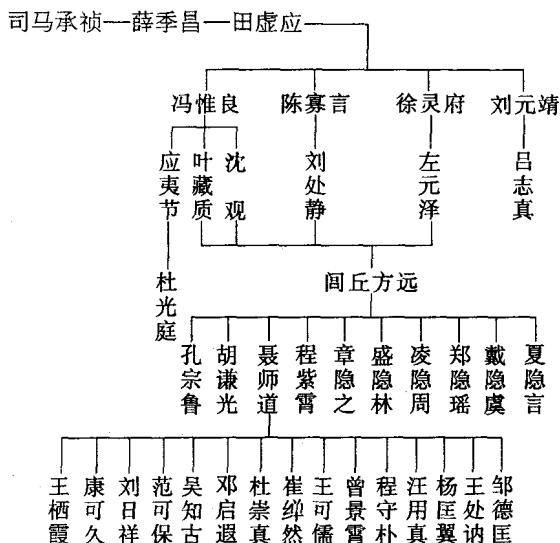 司马承祯—薛季昌—田虚应
冯惟良 陈寡言 徐灵府 刘元靖
应夷节 叶藏质 沈观 刘处静 左元泽 吕志真
杜光庭 闾丘方远
孔宗鲁 胡谦光 聂师道 程紫霄 章隐之 盛隐林 凌隐周 郑隐瑶 戴隐虞 夏隐言
王栖霞 康可久 刘日祥 范可保 吴知古 邓启遐 杜崇真 崔𬘭然 王可儒 曾景霄 程守朴 汪用真 杨匡翼 王处讷 邹德匡